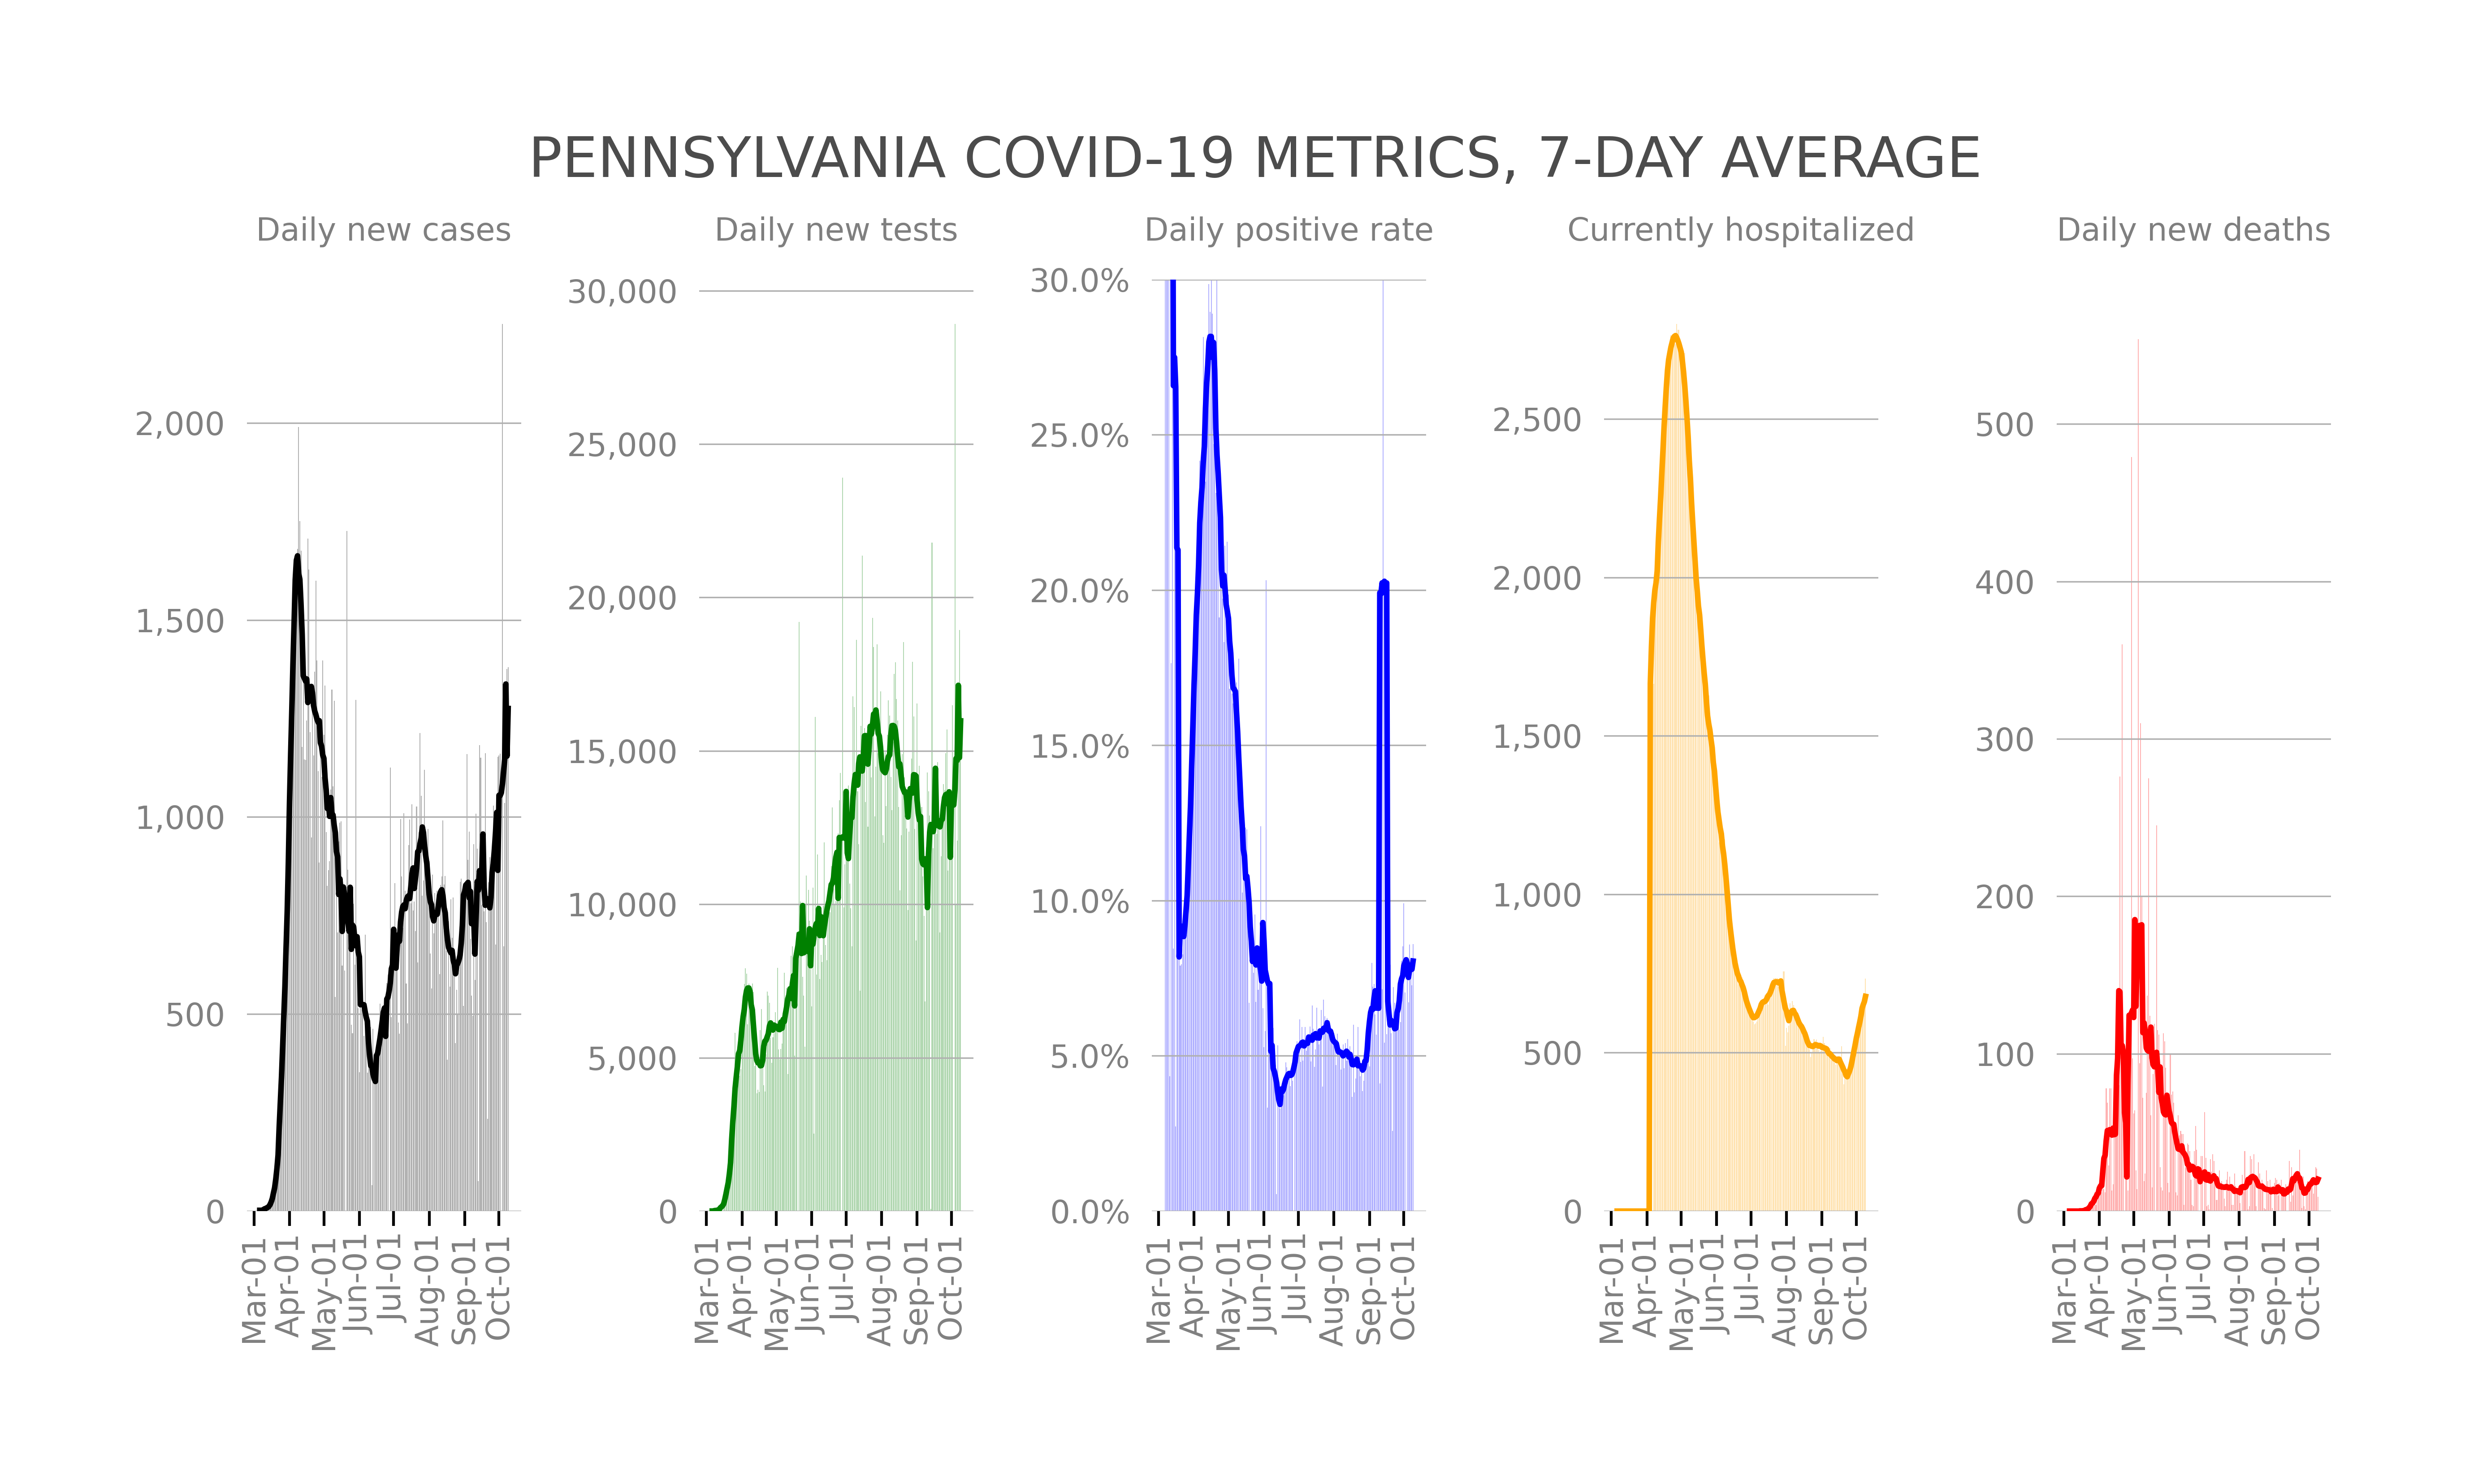 PENNSYLVANIA COVID-19 METRICS, 7-DAY AVERAGE
Daily new cases
2,000
1,500
1,000
500
0
Mar-01
Apr-01
May-01
Jun-01
Jul-01
Aug-01
Sep-01
Oct-01
Daily new tests
30,000
25,000
20,000
15,000
10,000
5,000
0
Mar-01
Apr-01
May-01
Jun-01
Jul-01
Aug-01
Sep-01
Oct-01
Daily positive rate
30.0%
25.0%
20.0%
15.0%
10.0%
5.0%
0.0%
Mar-01
Apr-01
May-01
Jun-01
Jul-01
Aug-01
Sep-01
Oct-01
Currently hospitalized
2,500
2,000
1,500
1,000
500
0
Mar-01
Apr-01
May-01
Jun-01
Jul-01
Aug-01
Sep-01
Oct-01
Daily new deaths
500
400
300
200
100
0
Mar-01
Apr-01
May-01
Jun-01
Jul-01
Aug-01
Sep-01
Oct-01